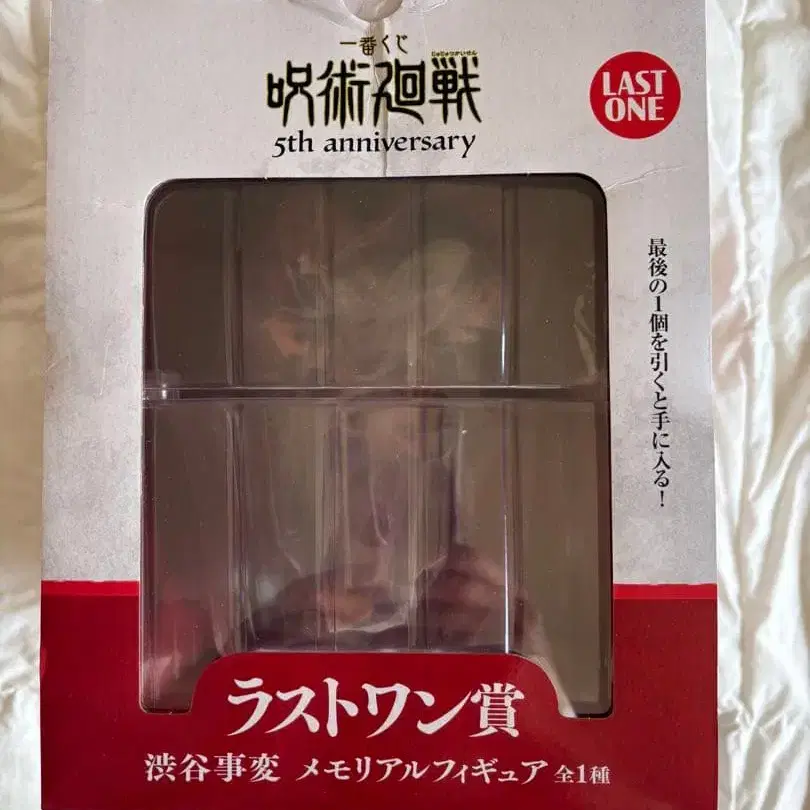 一番くじ
じゅじゅつかいせん
呪術廻戦
5th anniversary
LAST
ONE
最後の1個を引くと手に入る!
ラストワン賞
渋谷事変 メモリアルフィギュア 全1種